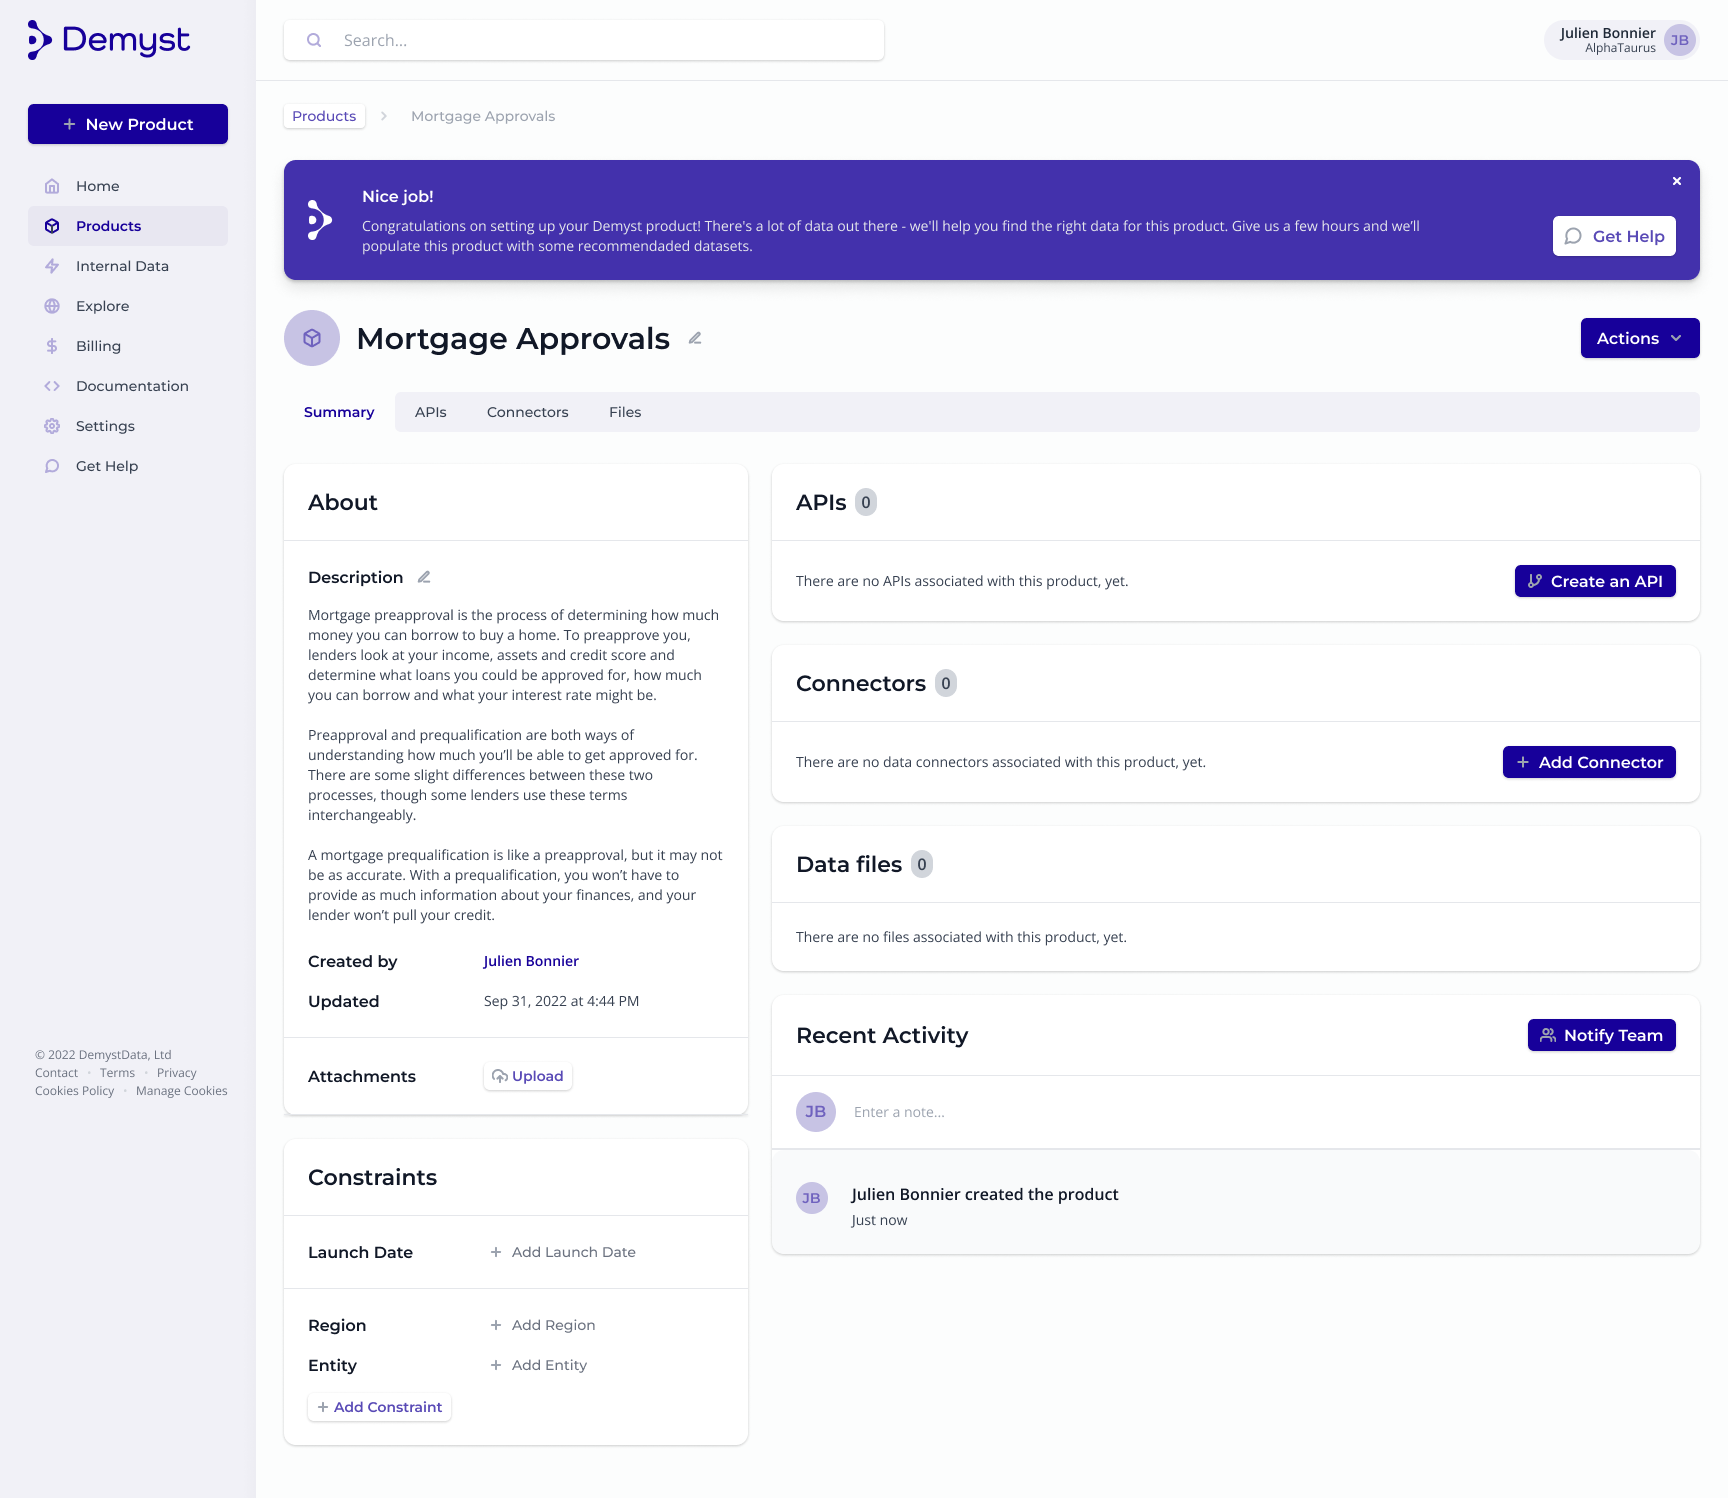 Demyst
Search...
Julien Bonnier
AlphaTaurus
JB
New Product
Home
Products
Internal Data
Explore
Billing
Documentation
Settings
Get Help
© 2022 DemystData, Ltd
Contact • Terms • Privacy
Cookies Policy • Manage Cookies
Products > Mortgage Approvals
Nice job!
Congratulations on setting up your Demyst product! There's a lot of data out there - we'll help you find the right data for this product. Give us a few hours and we'll
populate this product with some recommendaded datasets.
Get Help
Mortgage Approvals
Actions
Summary APIs Connectors Files
About
Description
Mortgage preapproval is the process of determining how much
money you can borrow to buy a home. To preapprove you,
lenders look at your income, assets and credit score and
determine what loans you could be approved for, how much
you can borrow and what your interest rate might be.
Preapproval and prequalification are both ways of
understanding how much you’ll be able to get approved for.
There are some slight differences between these two
processes, though some lenders use these terms
interchangeably.
A mortgage prequalification is like a preapproval, but it may not
be as accurate. With a prequalification, you won’t have to
provide as much information about your finances, and your
lender won’t pull your credit.
Created by Julien Bonnier
Updated Sep 31, 2022 at 4:44 PM
Attachments Upload
Constraints
Launch Date + Add Launch Date
Region + Add Region
Entity + Add Entity
+ Add Constraint
APIs 0
There are no APIs associated with this product, yet.
Create an API
Connectors 0
There are no data connectors associated with this product, yet.
+ Add Connector
Data files 0
There are no files associated with this product, yet.
Recent Activity
Notify Team
JB Enter a note...
JB Julien Bonnier created the product
Just now